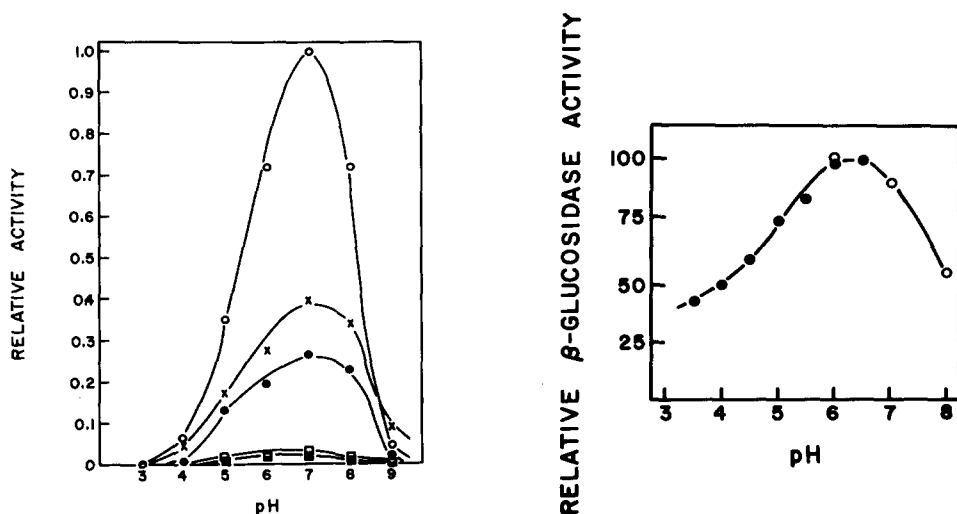 RELATIVE ACTIVITY
1.0
0.9
0.8
0.7
0.6
0.5
0.4
0.3
0.2
0.1
0
3 4 5 6 7 8 9
pH
RELATIVE β-GLUCOSIDASE ACTIVITY
100
75
50
25
3 4 5 6 7 8
pH